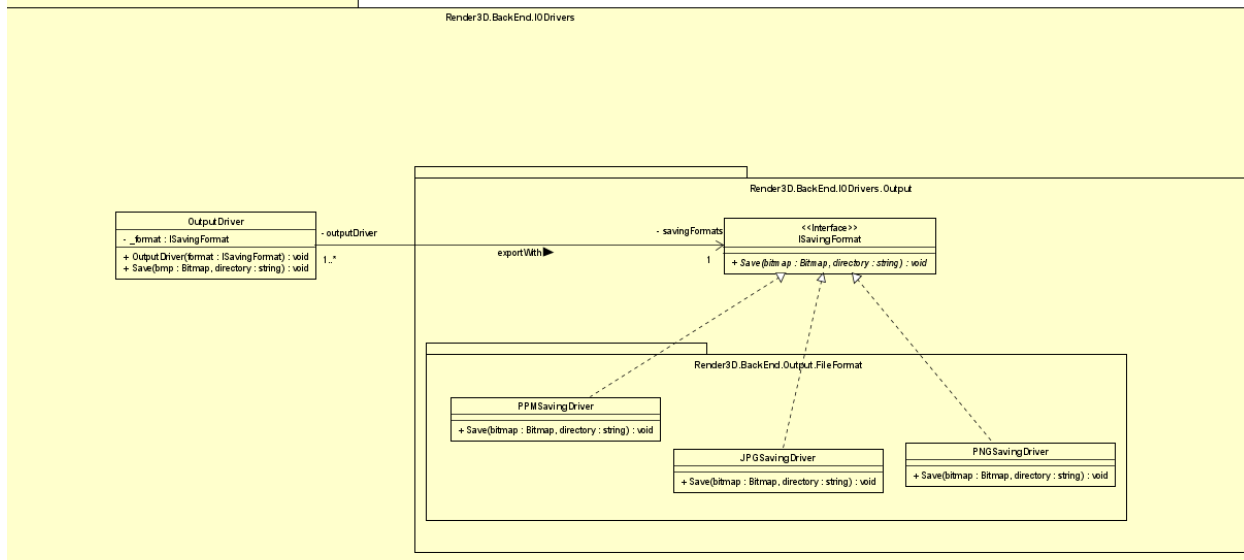 Render3D.BackEnd.IODrivers
Render3D.BackEnd.IODrivers.Output
OutputDriver
- _format : ISavingFormat
+ OutputDriver(format : ISavingFormat) : void
+ Save(bmp : Bitmap, directory : string) : void
- outputDriver
1..*
exportWith
- savingFormats
1
<<Interface>>
ISavingFormat
+ Save(bitmap : Bitmap, directory : string) : void
Render3D.BackEnd.Output.FileFormat
PPMSavingDriver
+ Save(bitmap : Bitmap, directory : string) : void
JPGSavingDriver
+ Save(bitmap : Bitmap, directory : string) : void
PNGSavingDriver
+ Save(bitmap : Bitmap, directory : string) : void